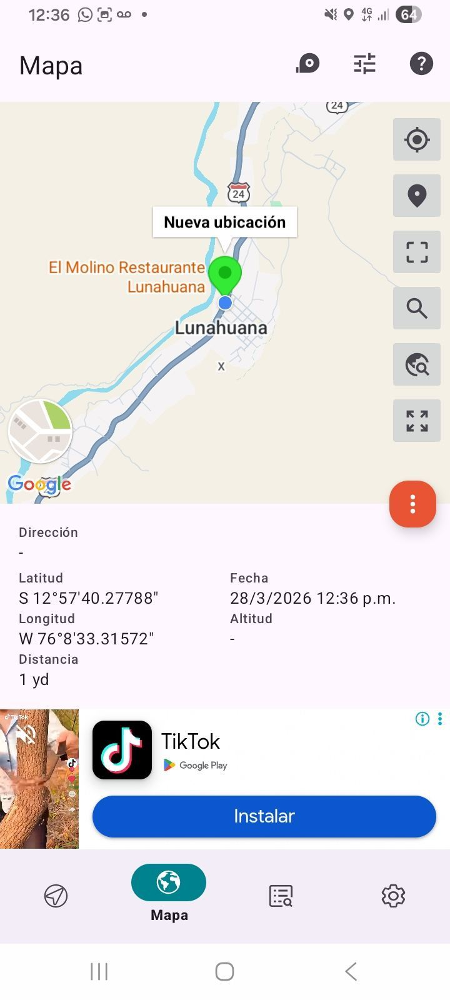 12:36
4G
64
Mapa
24
24
Nueva ubicación
El Molino Restaurante
Lunahuana
Lunahuana
X
Google
Dirección
-
Latitud
Fecha
S 12°57'40.27788"
28/3/2026 12:36 p.m.
Longitud
Altitud
W 76°8'33.31572"
-
Distancia
1 yd
TikTok
TikTok
Google Play
Instalar
Mapa